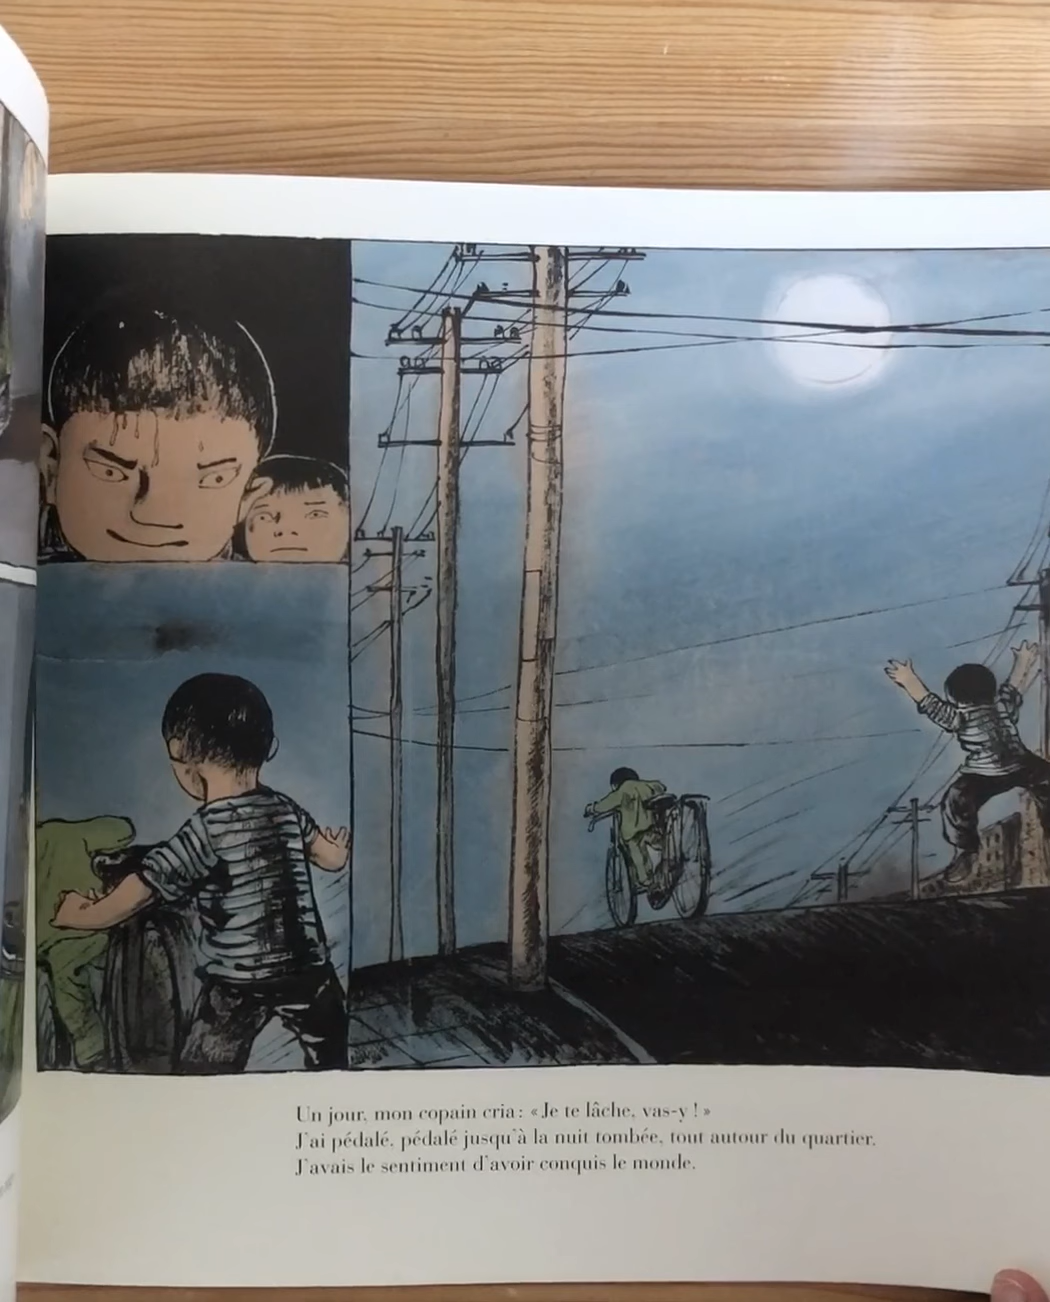 Un jour, mon copain cria : « Je te lâche, vas-y ! »
J'ai pédalé, pédalé jusqu'à la nuit tombée, tout autour du quartier.
J'avais le sentiment d'avoir conquis le monde.